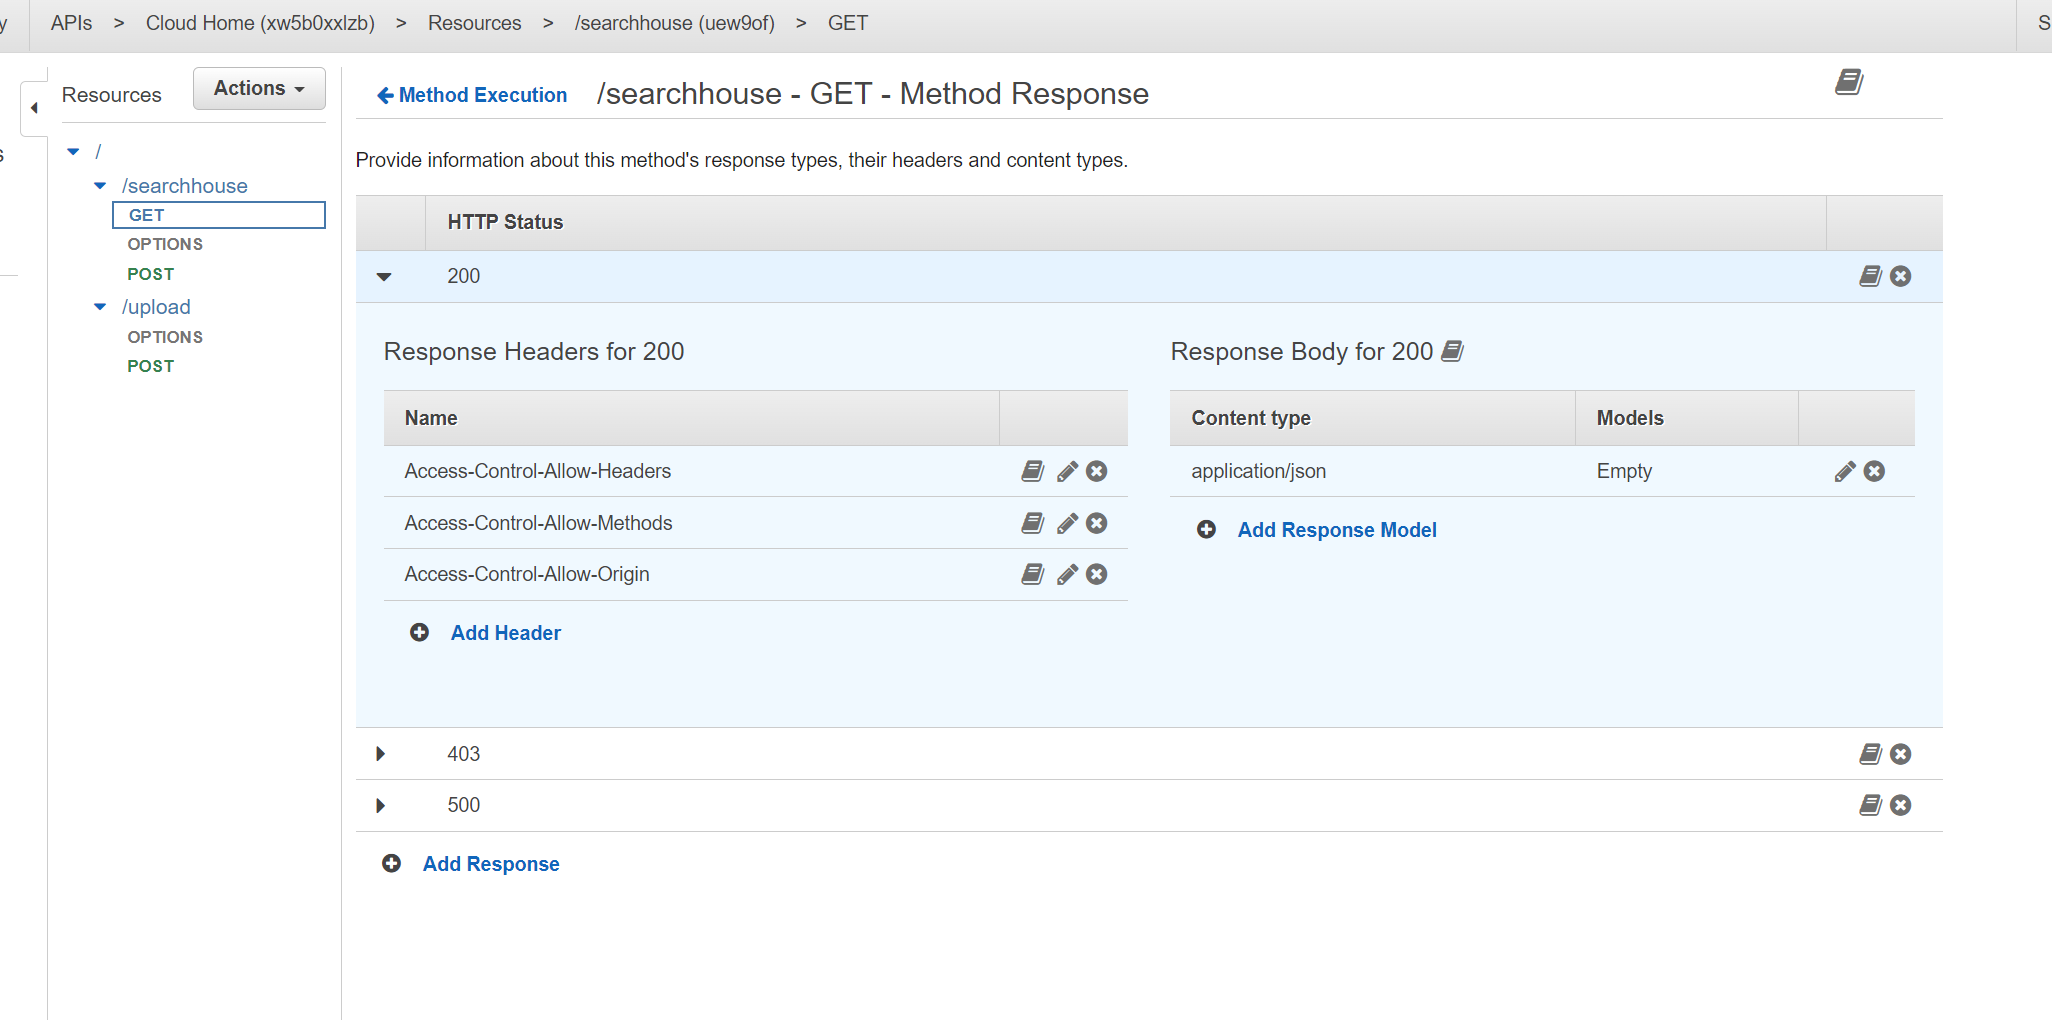 APIs > Cloud Home (xw5b0xxlzb) > Resources > /searchhouse (uew9of) > GET
Resources
Actions
Method Execution
/searchhouse - GET - Method Response
/
/searchhouse
GET
OPTIONS
POST
/upload
OPTIONS
POST
Provide information about this method's response types, their headers and content types.
HTTP Status
200
Response Headers for 200
Name
Access-Control-Allow-Headers
Access-Control-Allow-Methods
Access-Control-Allow-Origin
Add Header
Response Body for 200
Content type Models
application/json Empty
Add Response Model
403
500
Add Response